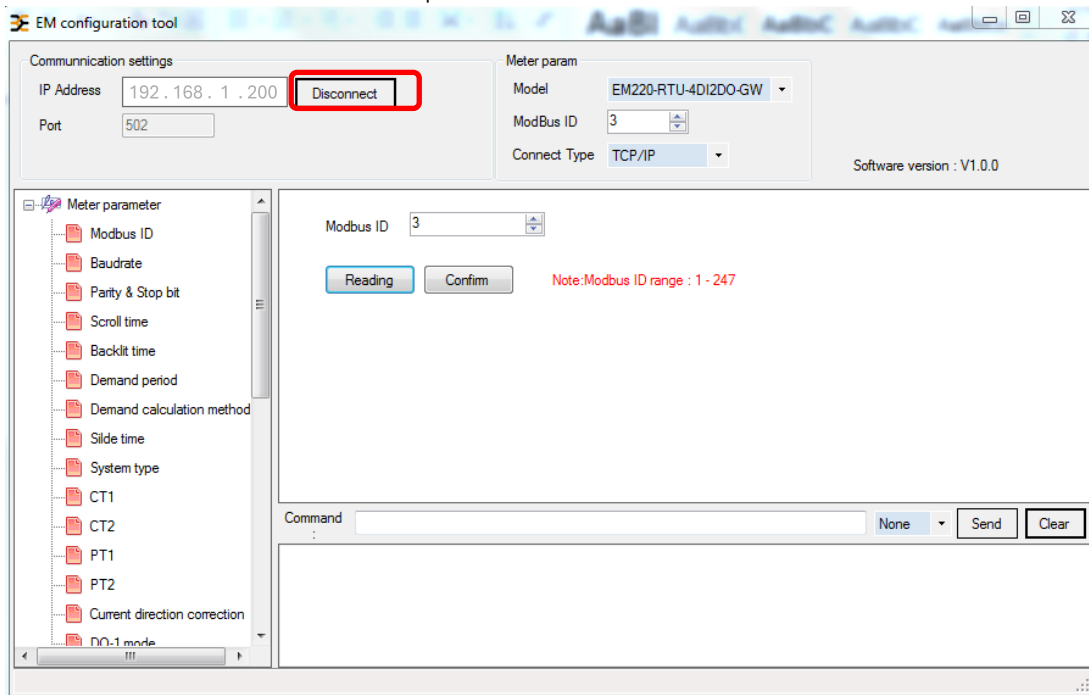 EM configuration tool
Communnication settings
IP Address 192 . 168 . 1 . 200 Disconnect
Port 502
Meter param
Model EM220-RTU-4DI2DO-GW
ModBus ID 3
Connect Type TCP/IP
Software version : V1.0.0
Meter parameter
Modbus ID
Baudrate
Parity & Stop bit
Scroll time
Backlit time
Demand period
Demand calculation method
Silde time
System type
CT1
CT2
PT1
PT2
Current direction correction
DO-1 mode
Modbus ID 3
Reading Confirm Note:Modbus ID range : 1 - 247
Command
:
None Send Clear